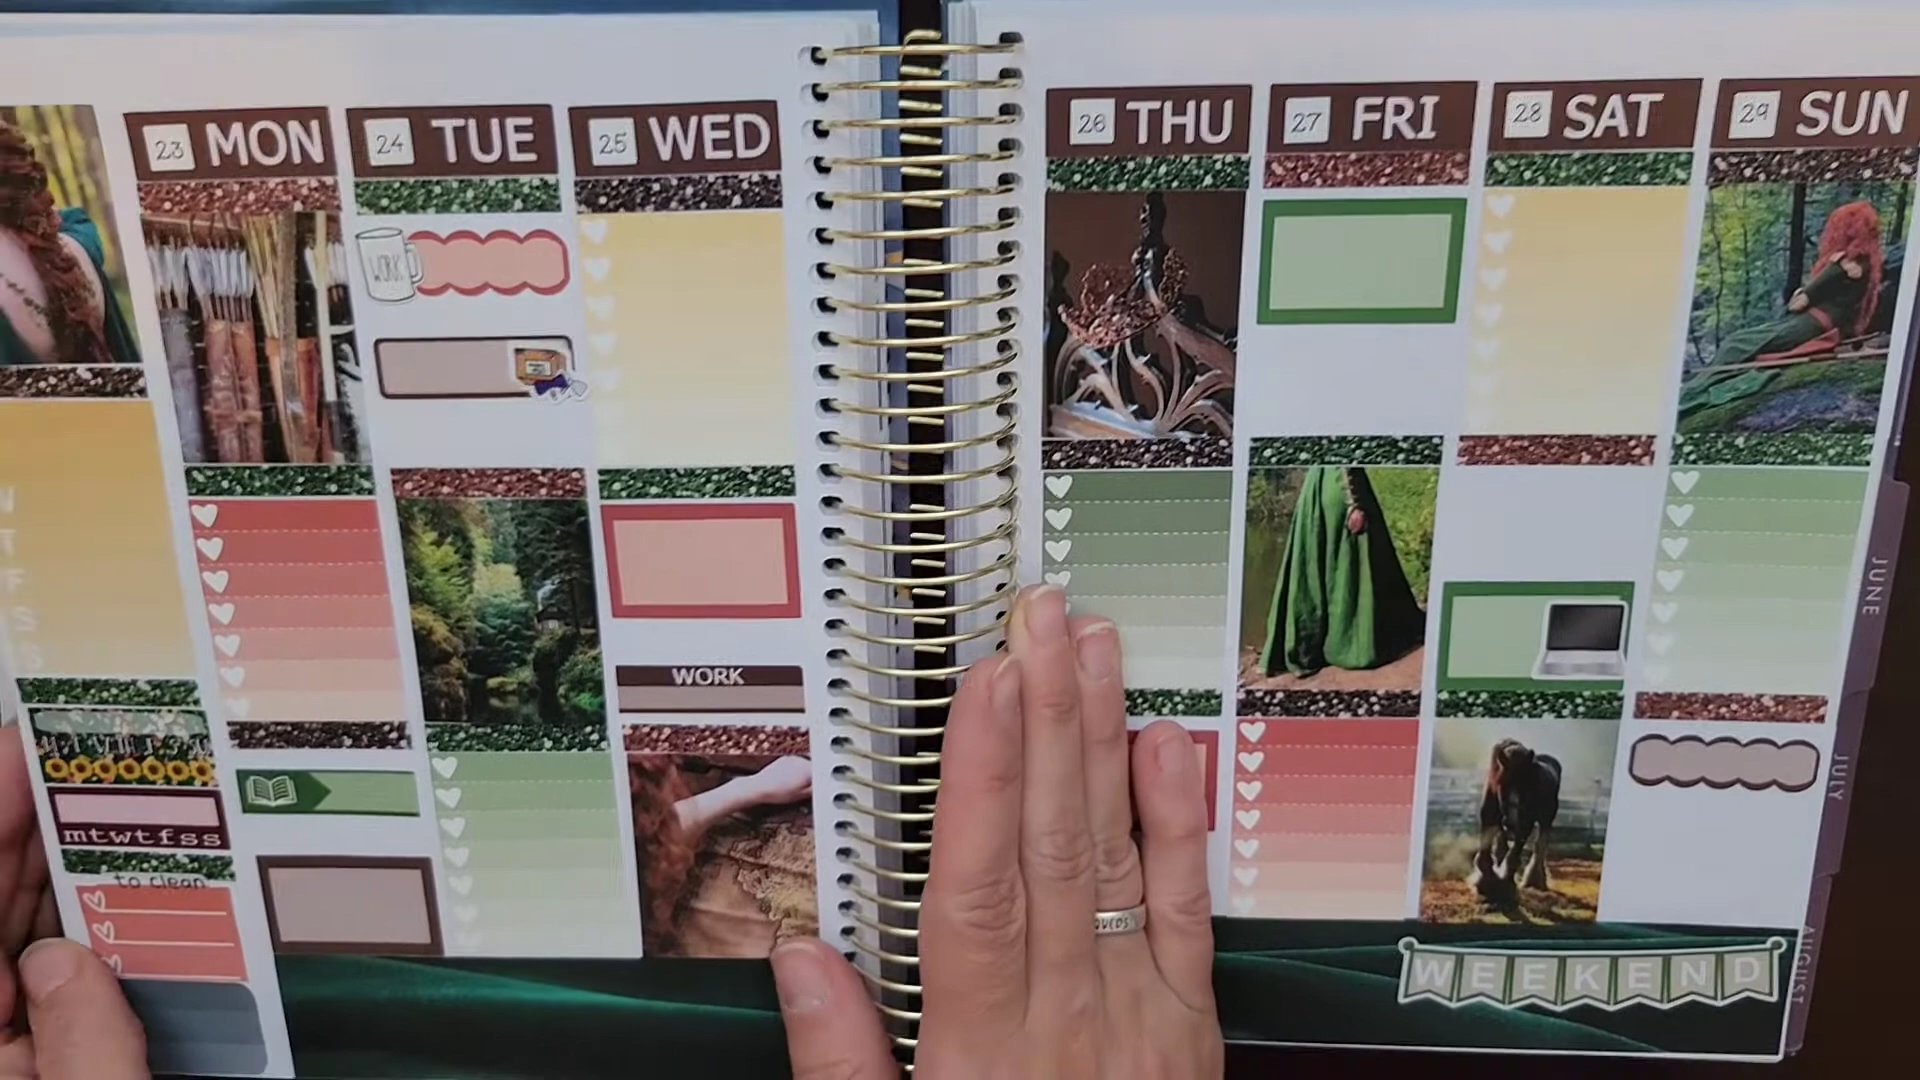 23 MON
24 TUE
25 WED
26 THU
27 FRI
28 SAT
29 SUN
WORK
T
F
S
S
WORK
mtwtfss
to clean
WEEKEND
JUNE
JULY
AUGUST